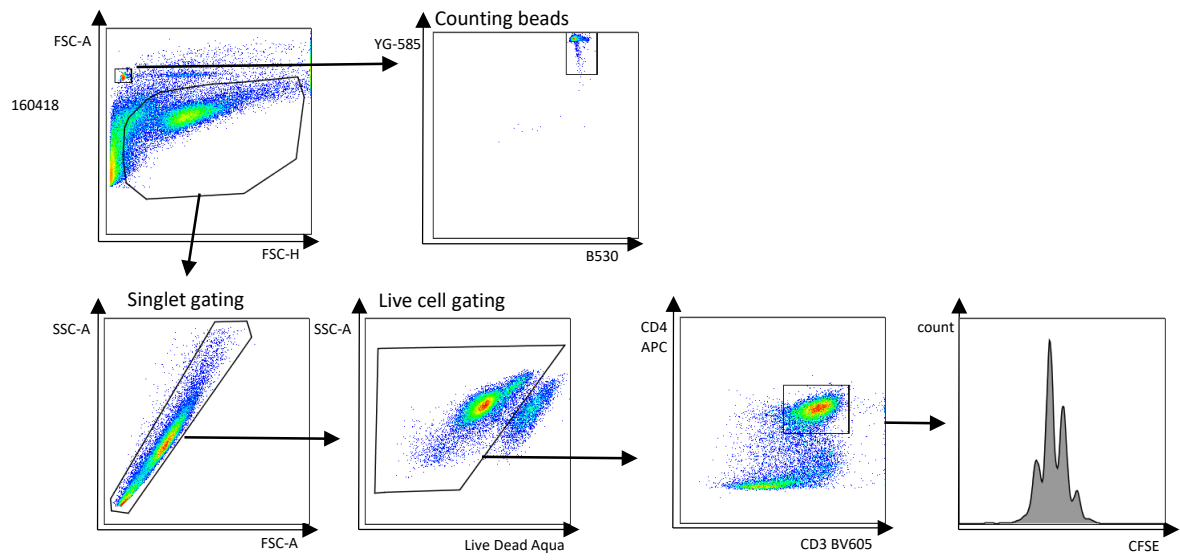 Counting beads
FSC-A
YG-585
160418
FSC-H
B530
Singlet gating
Live cell gating
SSC-A
SSC-A
CD4
APC
count
FSC-A
Live Dead Aqua
CD3 BV605
CFSE